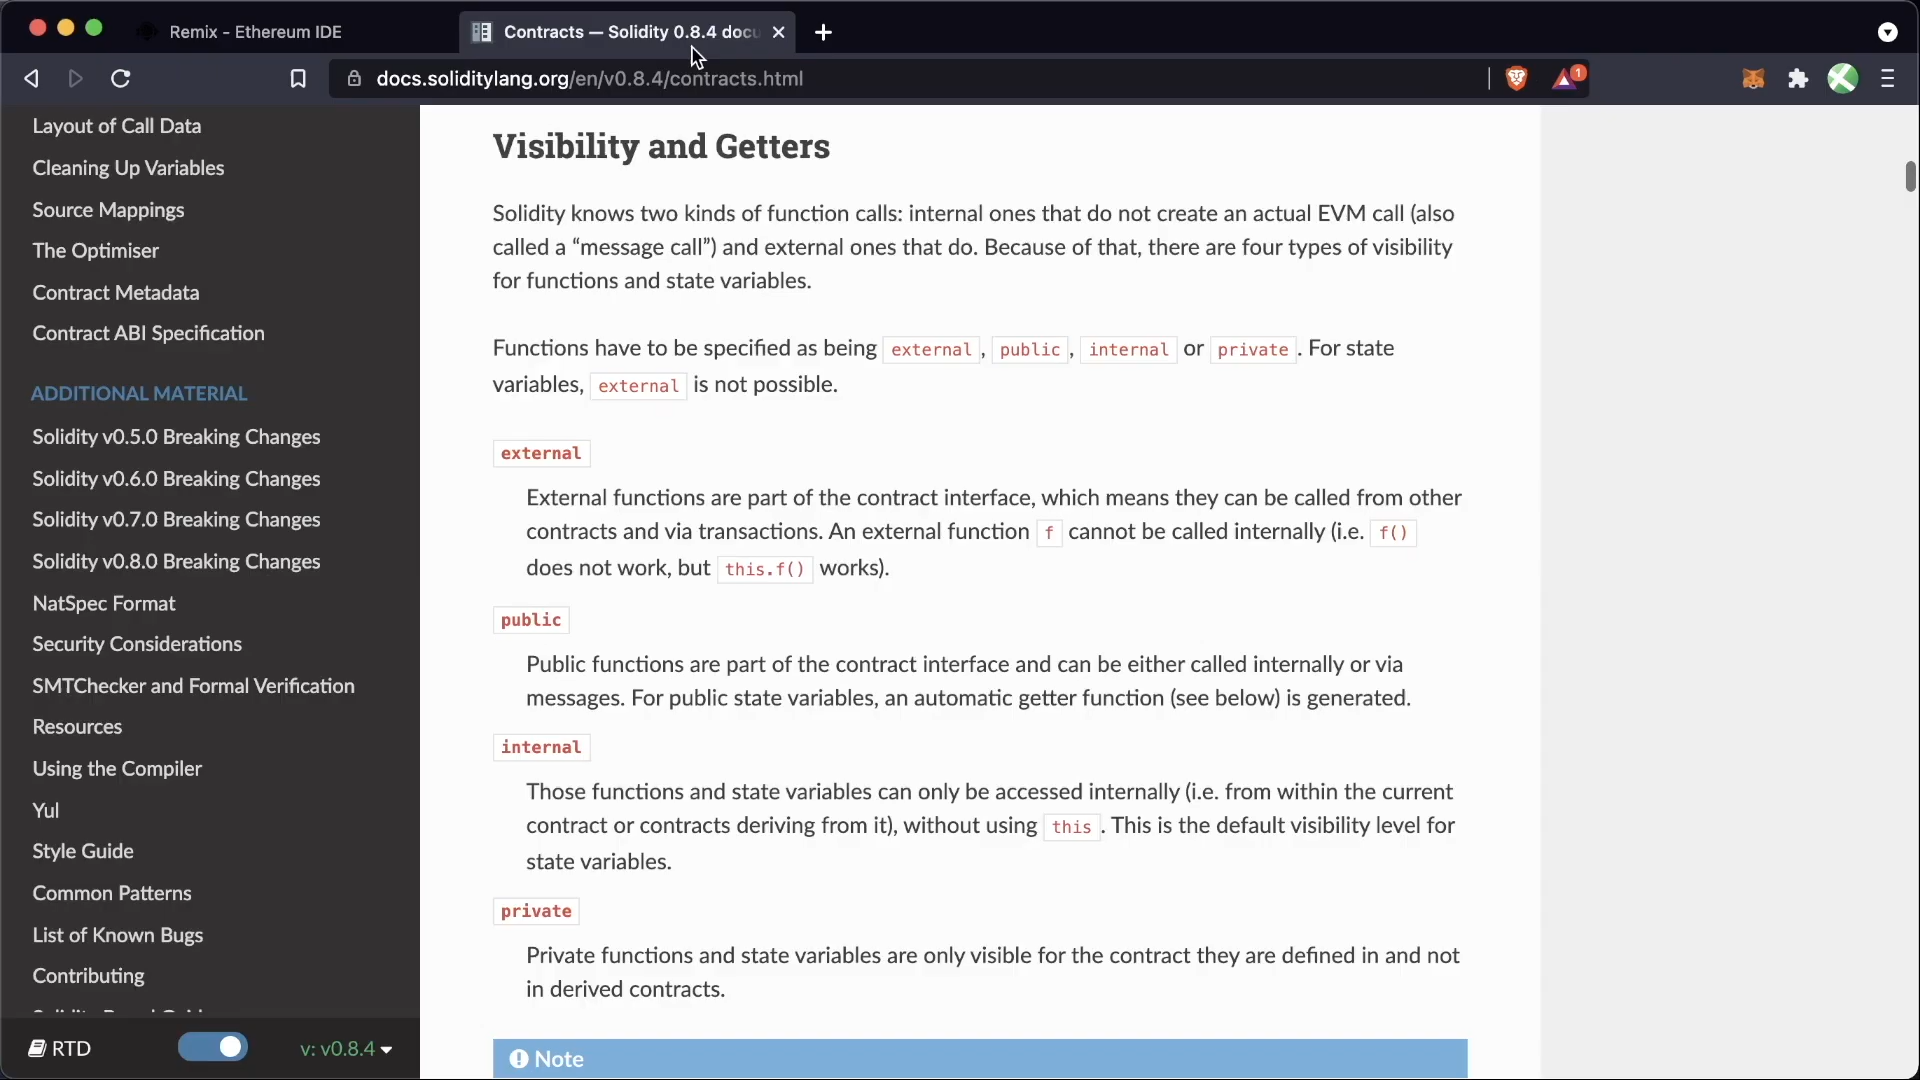 Remix - Ethereum IDE
Contracts — Solidity 0.8.4 docu
docs.soliditylang.org/en/v0.8.4/contracts.html
1
Layout of Call Data
Cleaning Up Variables
Source Mappings
The Optimiser
Contract Metadata
Contract ABI Specification
ADDITIONAL MATERIAL
Solidity v0.5.0 Breaking Changes
Solidity v0.6.0 Breaking Changes
Solidity v0.7.0 Breaking Changes
Solidity v0.8.0 Breaking Changes
NatSpec Format
Security Considerations
SMTChecker and Formal Verification
Resources
Using the Compiler
Yul
Style Guide
Common Patterns
List of Known Bugs
Contributing
RTD
v: v0.8.4
Visibility and Getters
Solidity knows two kinds of function calls: internal ones that do not create an actual EVM call (also
called a “message call”) and external ones that do. Because of that, there are four types of visibility
for functions and state variables.
Functions have to be specified as being external, public, internal or private. For state
variables, external is not possible.
external
External functions are part of the contract interface, which means they can be called from other
contracts and via transactions. An external function f cannot be called internally (i.e. f()
does not work, but this.f() works).
public
Public functions are part of the contract interface and can be either called internally or via
messages. For public state variables, an automatic getter function (see below) is generated.
internal
Those functions and state variables can only be accessed internally (i.e. from within the current
contract or contracts deriving from it), without using this. This is the default visibility level for
state variables.
private
Private functions and state variables are only visible for the contract they are defined in and not
in derived contracts.
Note